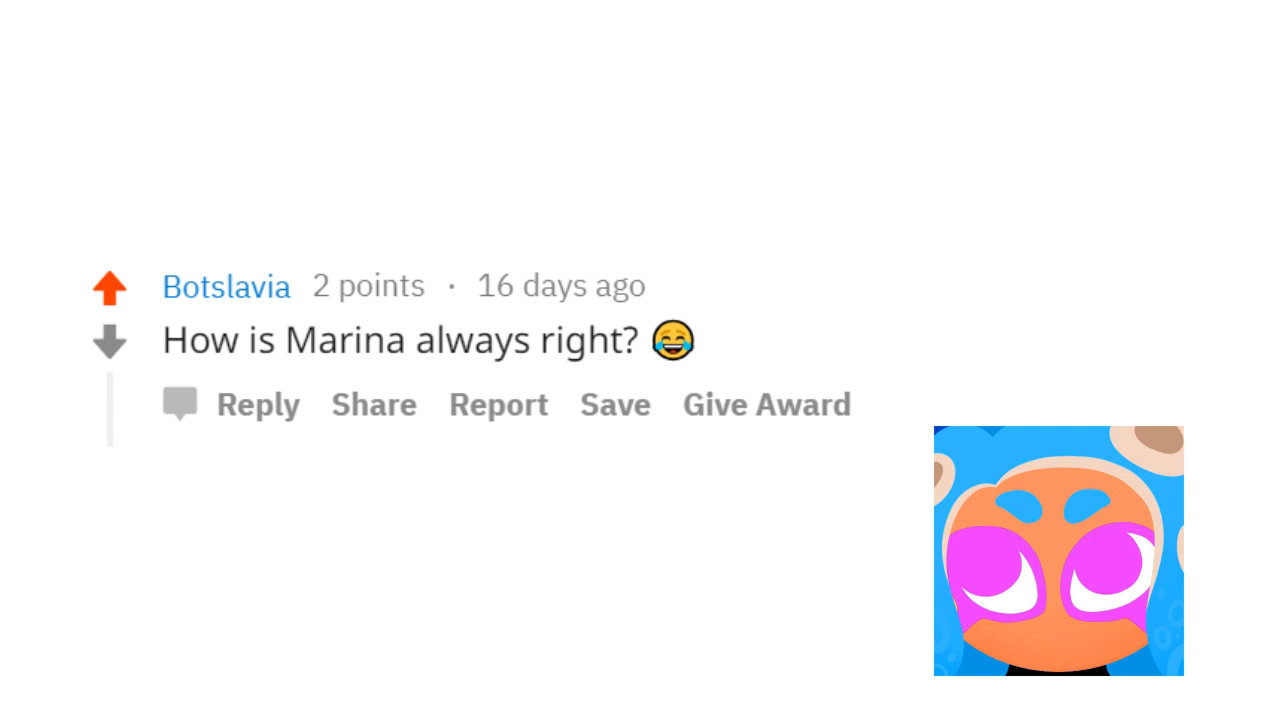 Botslavia 2 points · 16 days ago
How is Marina always right? 😂
Reply Share Report Save Give Award